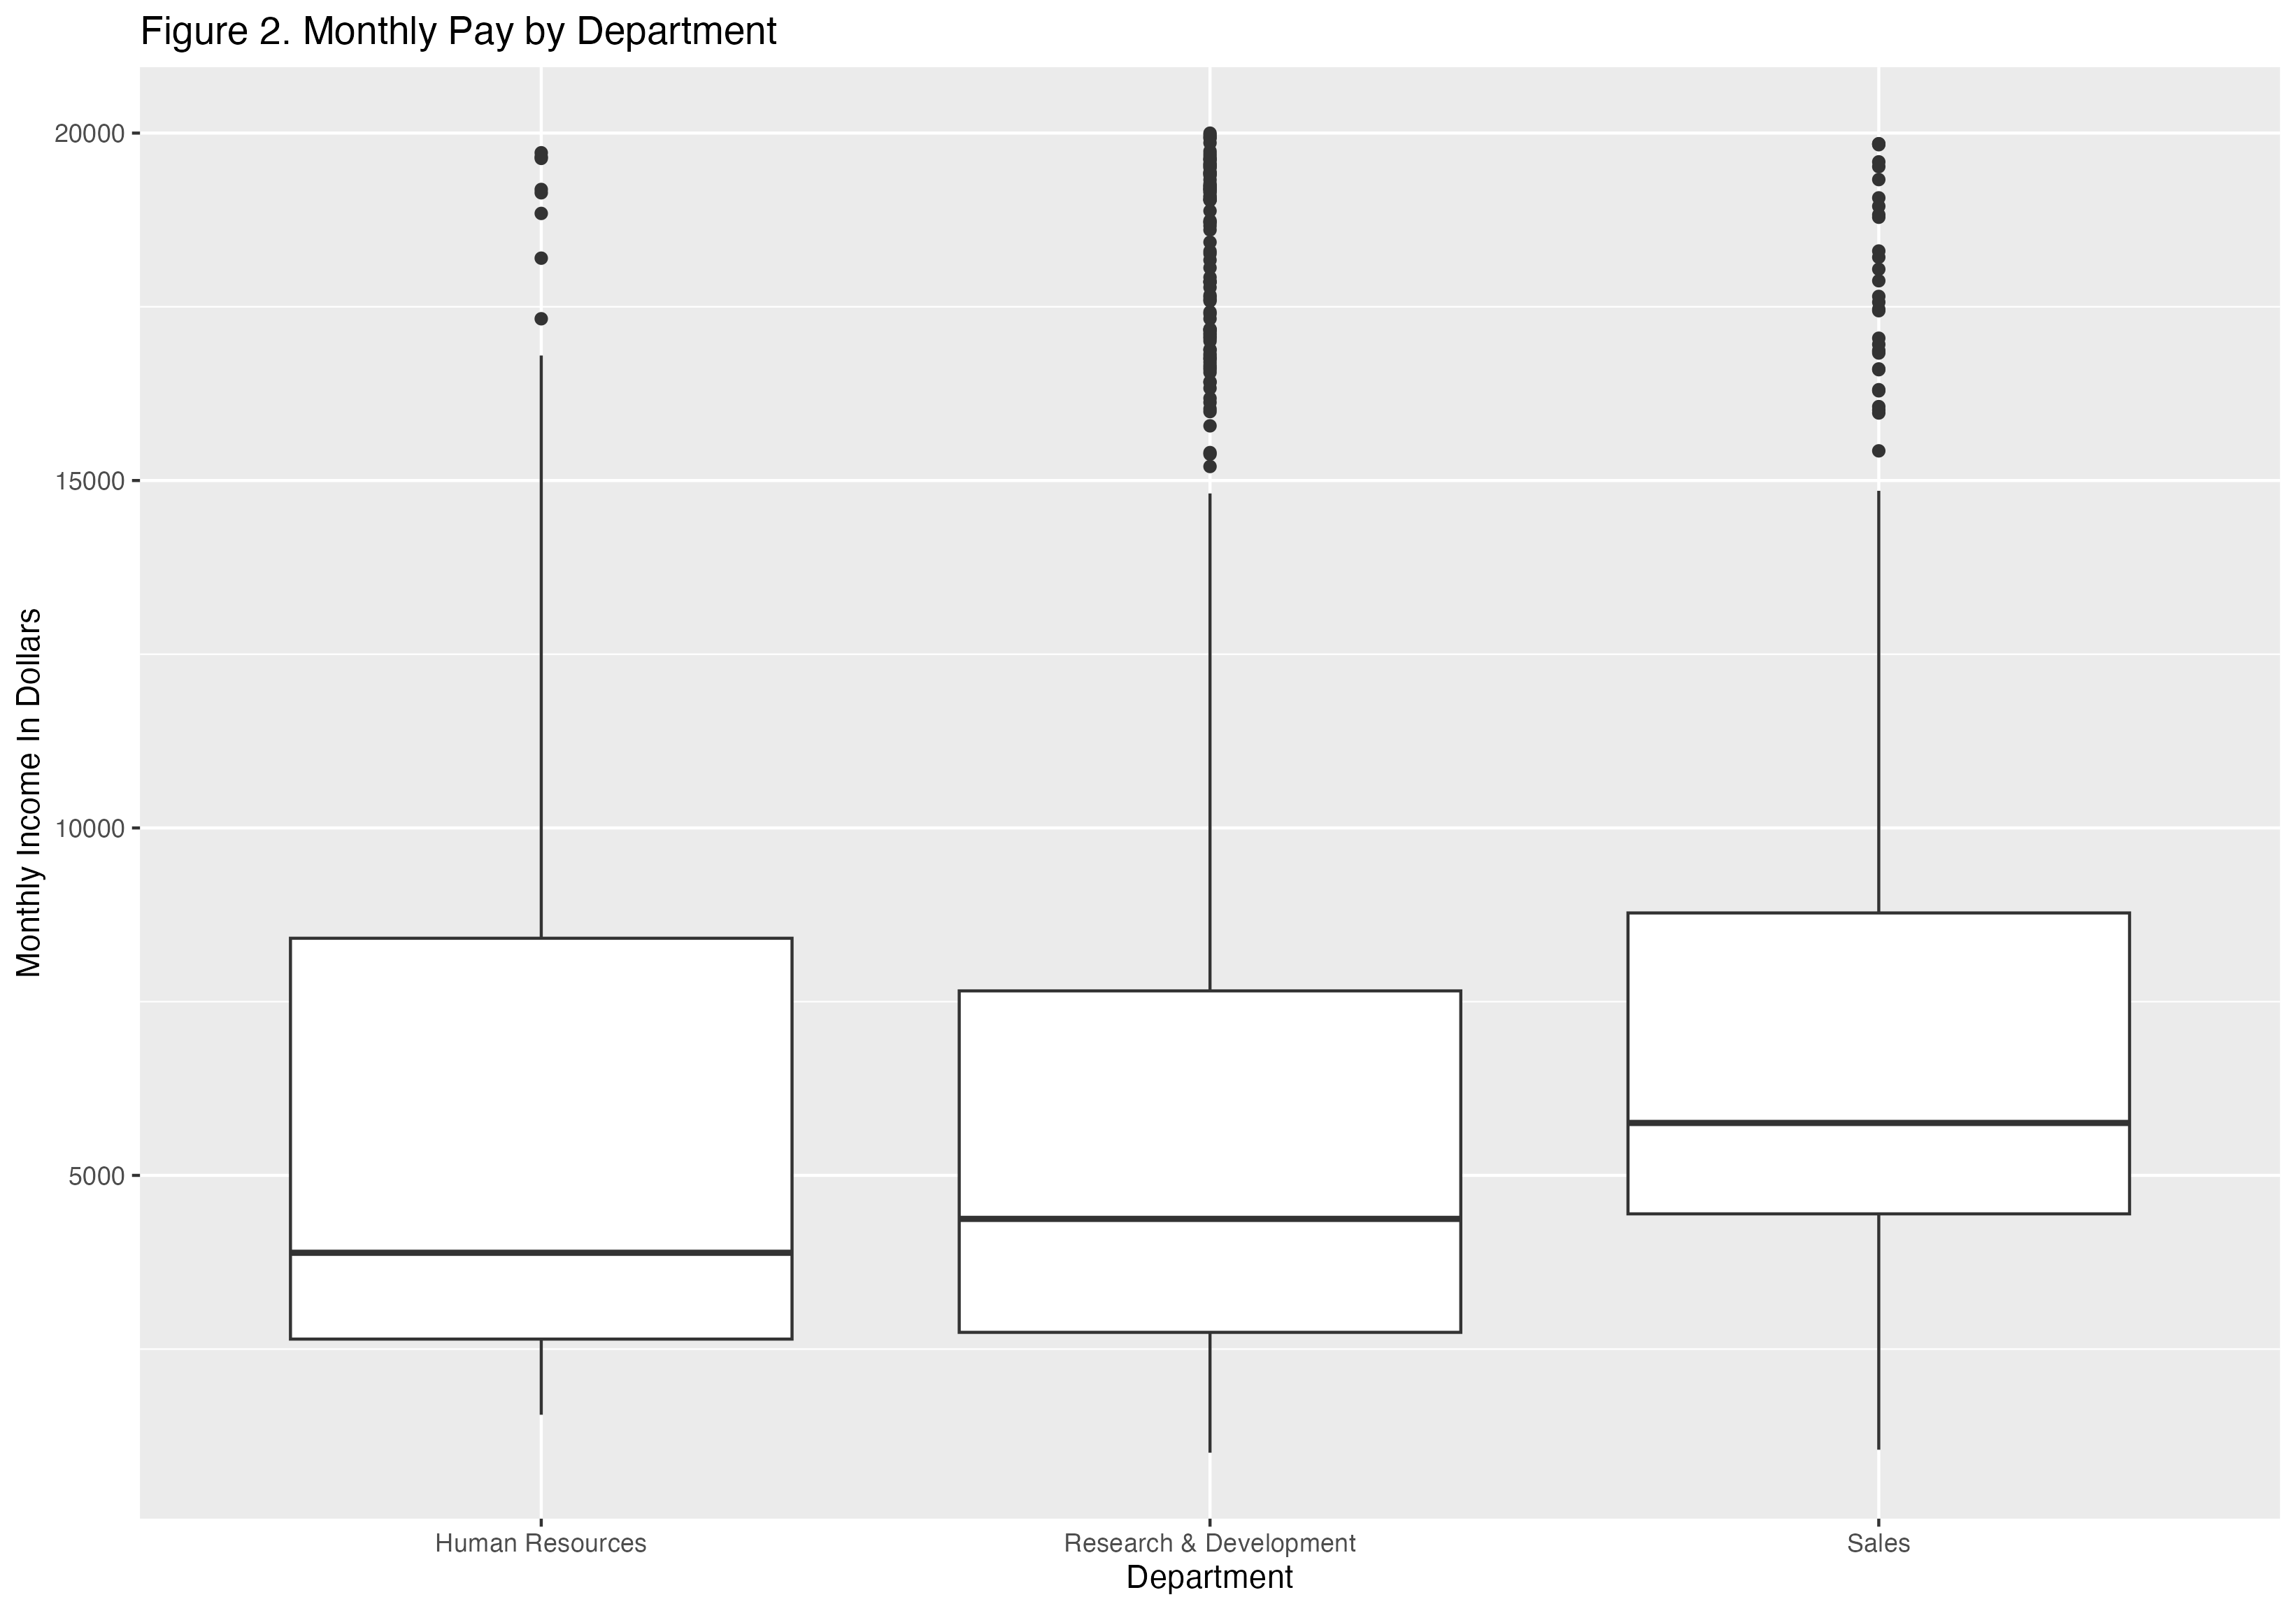 Figure 2. Monthly Pay by Department
Monthly Income In Dollars
20000
15000
10000
5000
Human Resources
Research & Development
Sales
Department